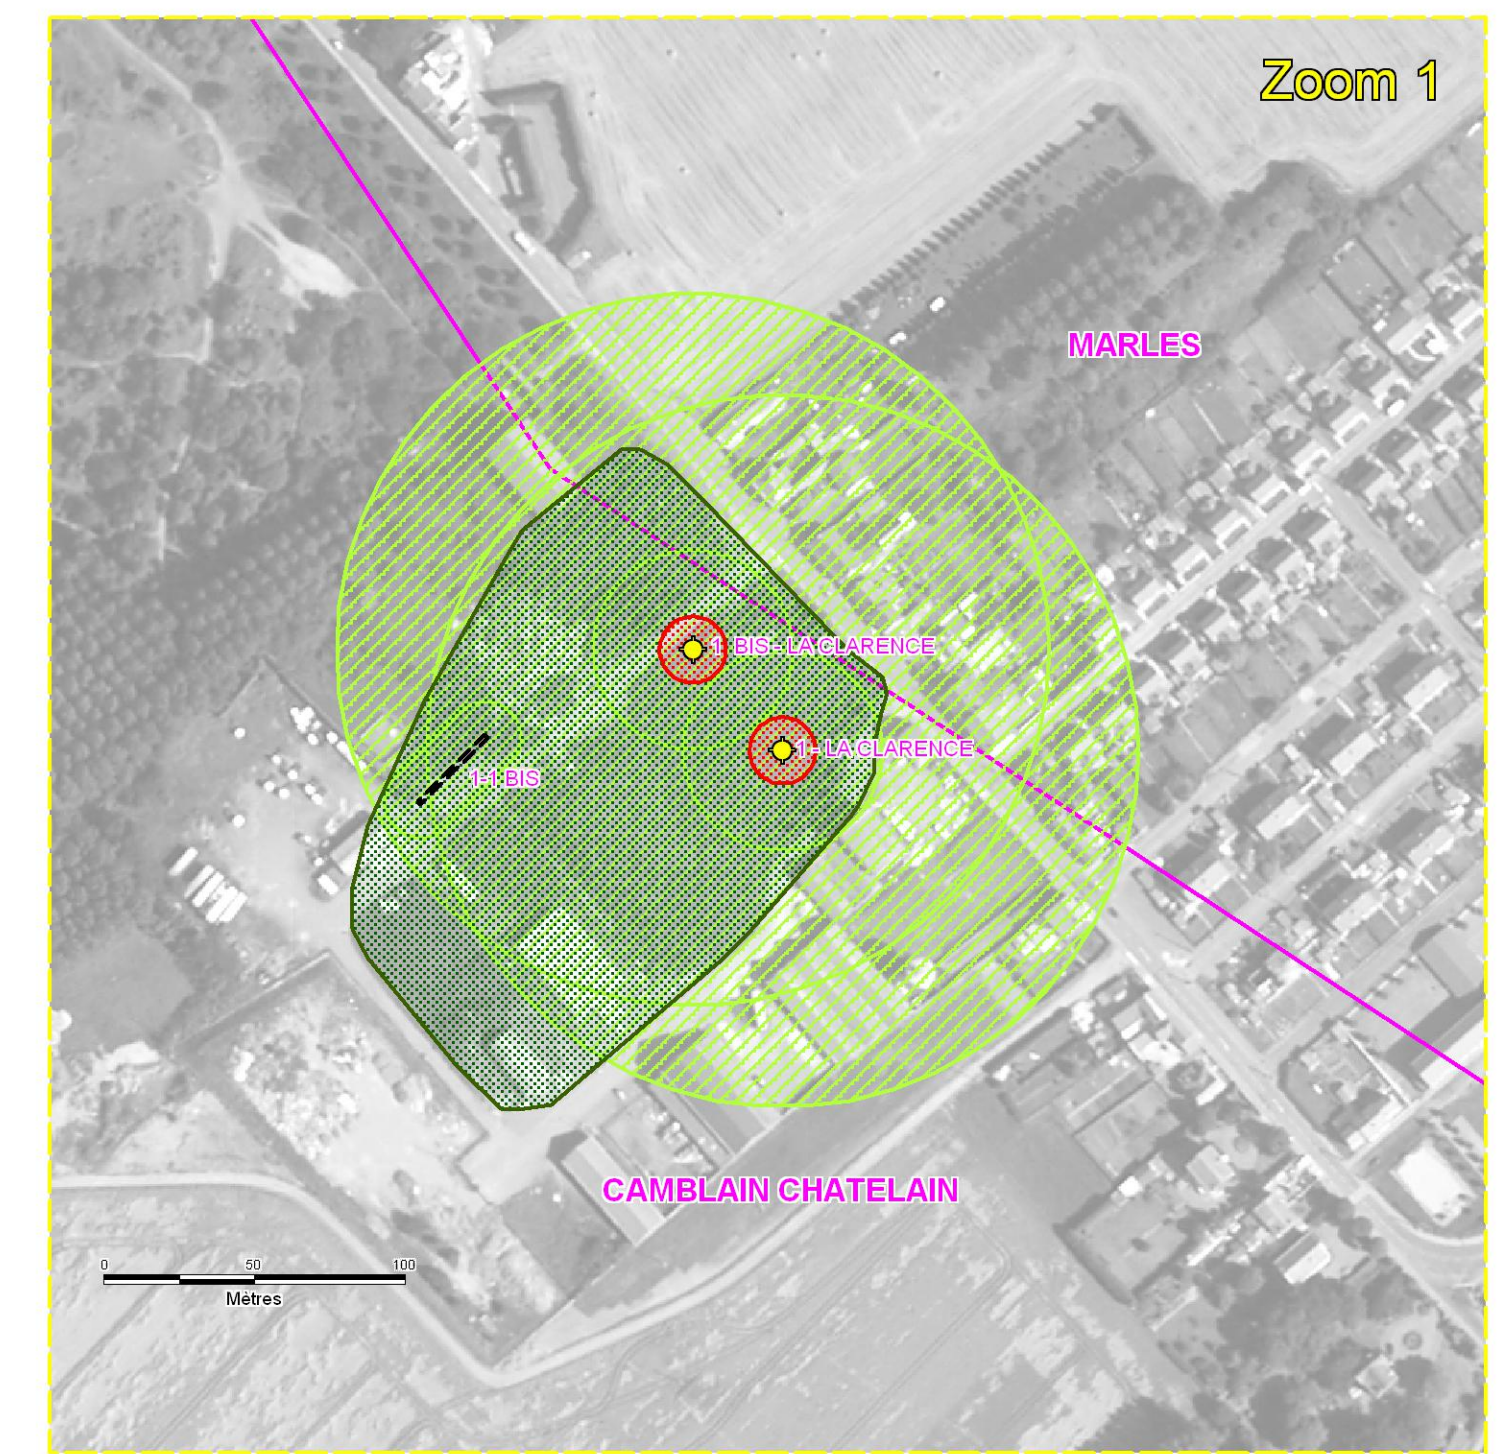 Zoom 1
MARLES
1 BIS - LA CLARENCE
1 - LA CLARENCE
1-1 BIS
CAMBLAIN CHATELAIN
0 50 100
Mètres